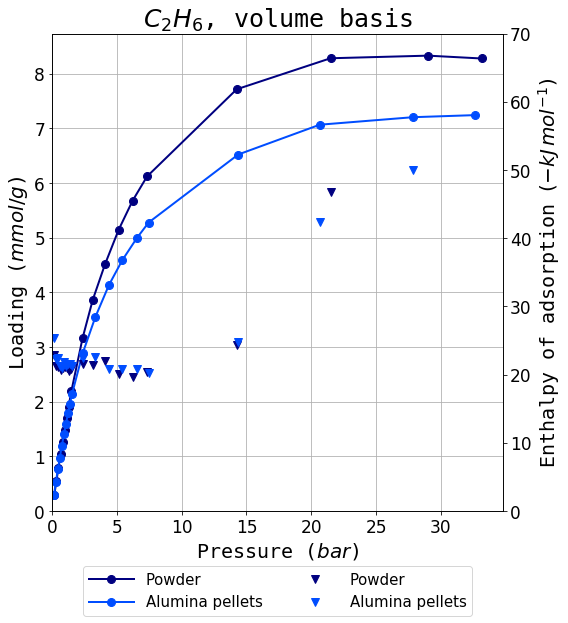 C₂H₆, volume basis
Loading (mmol/g)
8
7
6
5
4
3
2
1
0
70
60
50
40
30
20
10
0
Enthalpy of adsorption (−kJ mol⁻¹)
0 5 10 15 20 25 30
Pressure (bar)
Powder Powder
Alumina pellets Alumina pellets